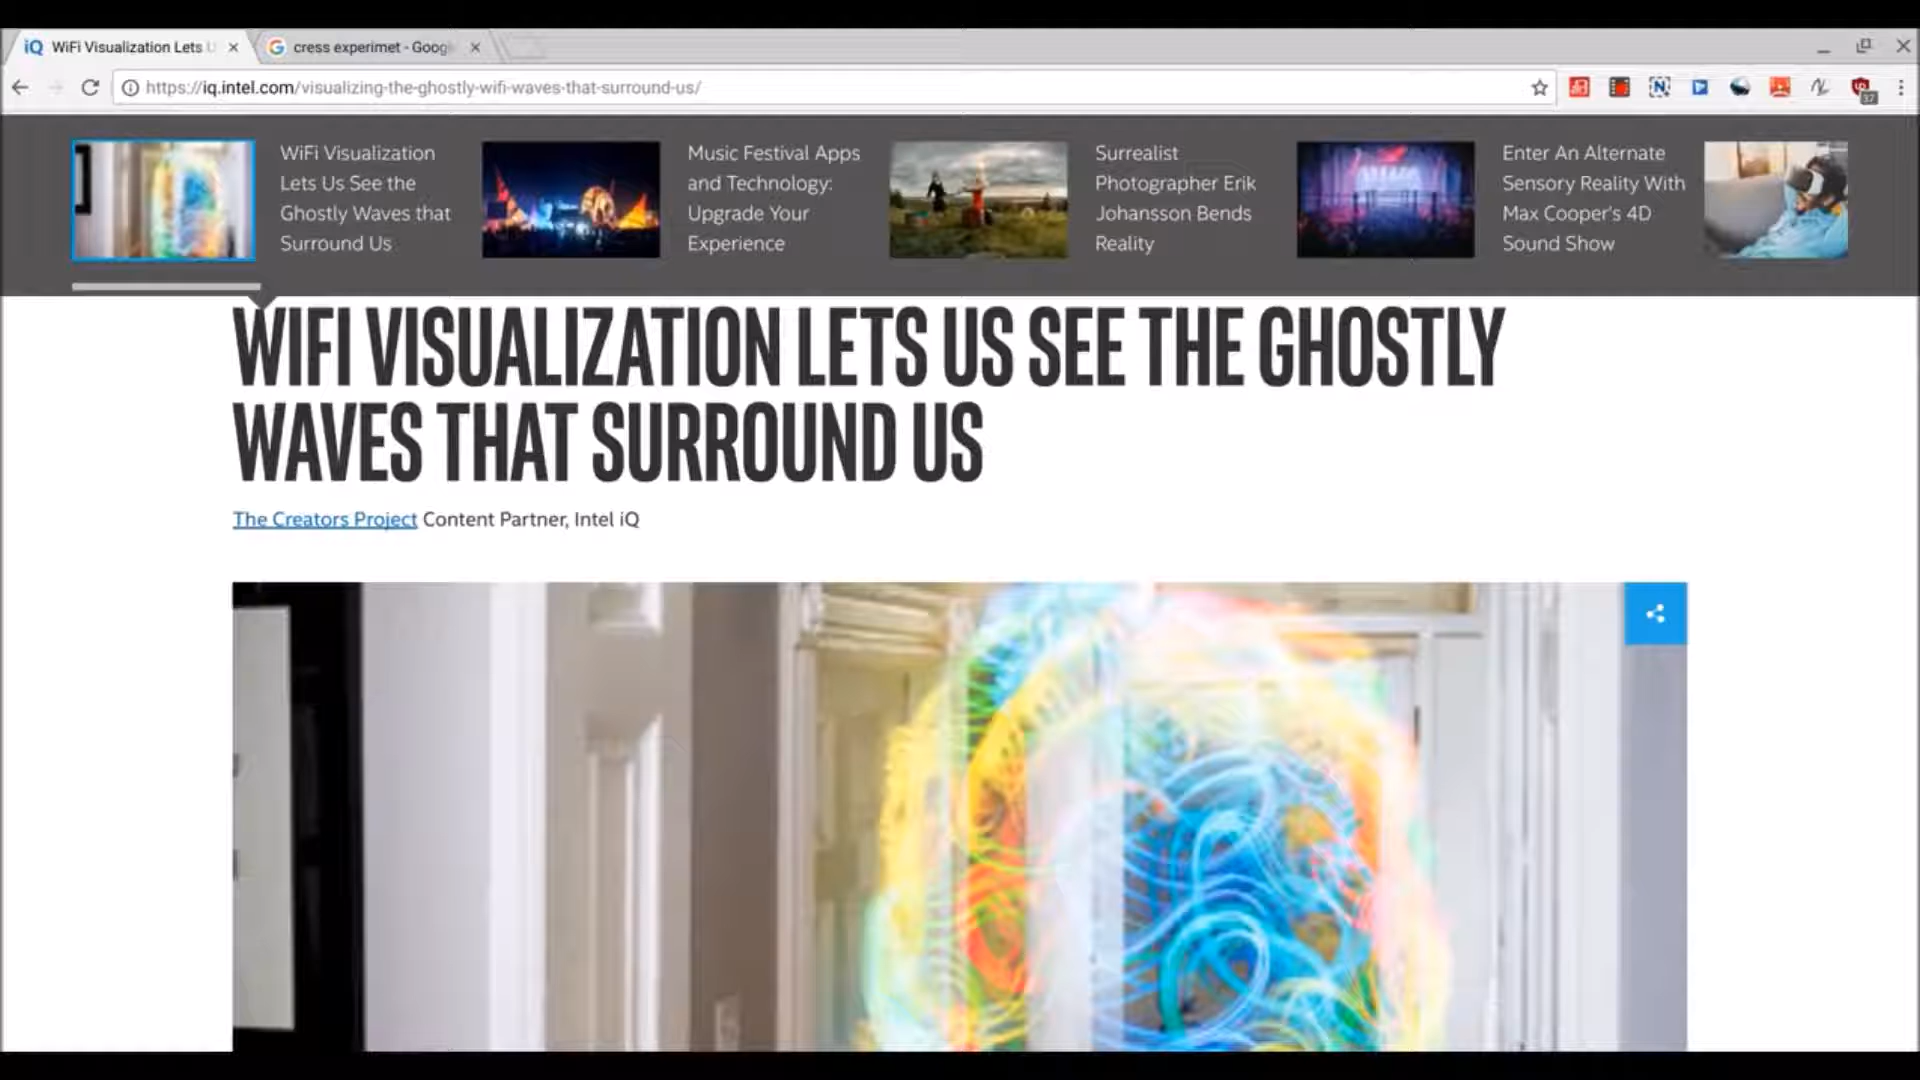 iQ WiFi Visualization Lets U
cress experimet - Goog
https://iq.intel.com/visualizing-the-ghostly-wifi-waves-that-surround-us/
37
WiFi Visualization
Lets Us See the
Ghostly Waves that
Surround Us
Music Festival Apps
and Technology:
Upgrade Your
Experience
Surrealist
Photographer Erik
Johansson Bends
Reality
Enter An Alternate
Sensory Reality With
Max Cooper's 4D
Sound Show
WIFI VISUALIZATION LETS US SEE THE GHOSTLY
WAVES THAT SURROUND US
The Creators Project Content Partner, Intel iQ